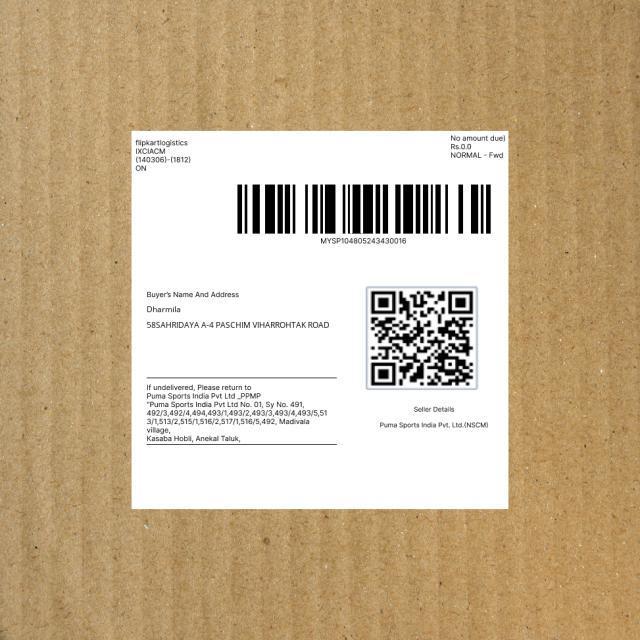 flipkartlogistics
IXCIACM
(140306)-(1812)
ON
No amount due)
Rs.0.0
NORMAL - Fwd
MYSP104805243430016
Buyer's Name And Address
Dharmila
58SAHRIDAYA A-4 PASCHIM VIHARROHTAK ROAD
If undelivered, Please return to
Puma Sports India Pvt Ltd _PPMP
"Puma Sports India Pvt Ltd No. 01, Sy No. 491,
492/3,492/4,494,493/1,493/2,493/3,493/4,493/5,51
3/1,513/2,515/1,516/2,517/1,516/5,492, Madivala
village,
Kasaba Hobli, Anekal Taluk,
Seller Details
Puma Sports India Pvt. Ltd.(NSCM)